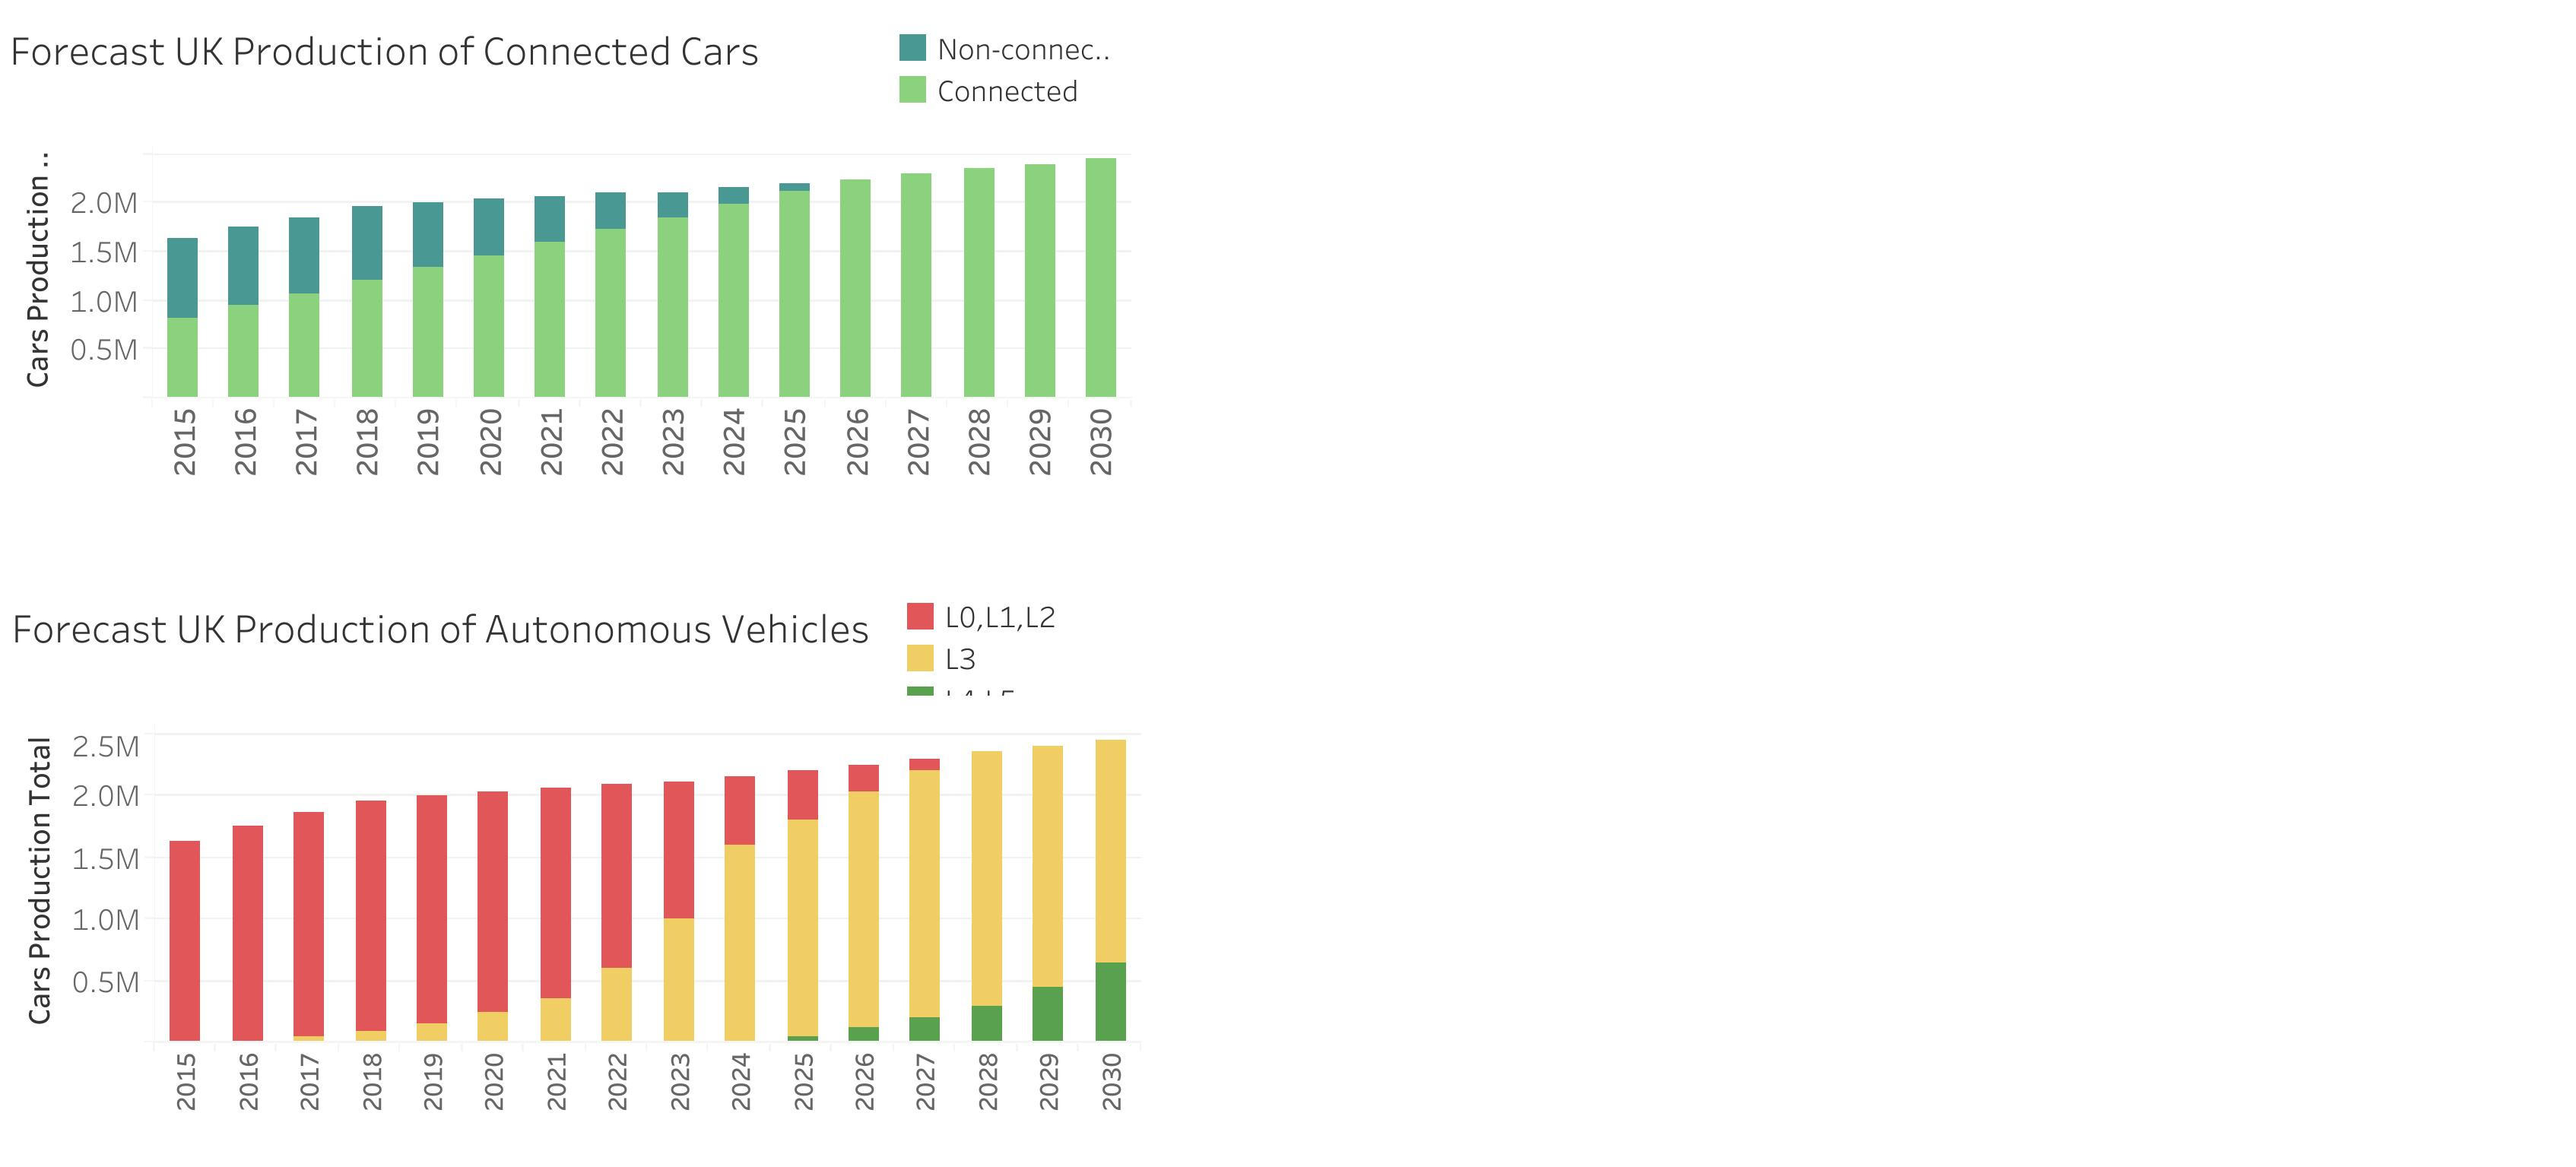 Forecast UK Production of Connected Cars
Non-connec..
Connected
Cars Production ..
2.0M
1.5M
1.0M
0.5M
2015 2016 2017 2018 2019 2020 2021 2022 2023 2024 2025 2026 2027 2028 2029 2030
Forecast UK Production of Autonomous Vehicles
L0,L1,L2
L3
Cars Production Total
2.5M
2.0M
1.5M
1.0M
0.5M
2015 2016 2017 2018 2019 2020 2021 2022 2023 2024 2025 2026 2027 2028 2029 2030